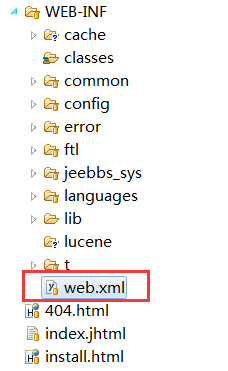 WEB-INF
cache
classes
common
config
error
ftl
jeebbs_sys
languages
lib
lucene
t
web.xml
404.html
index.jhtml
install.html